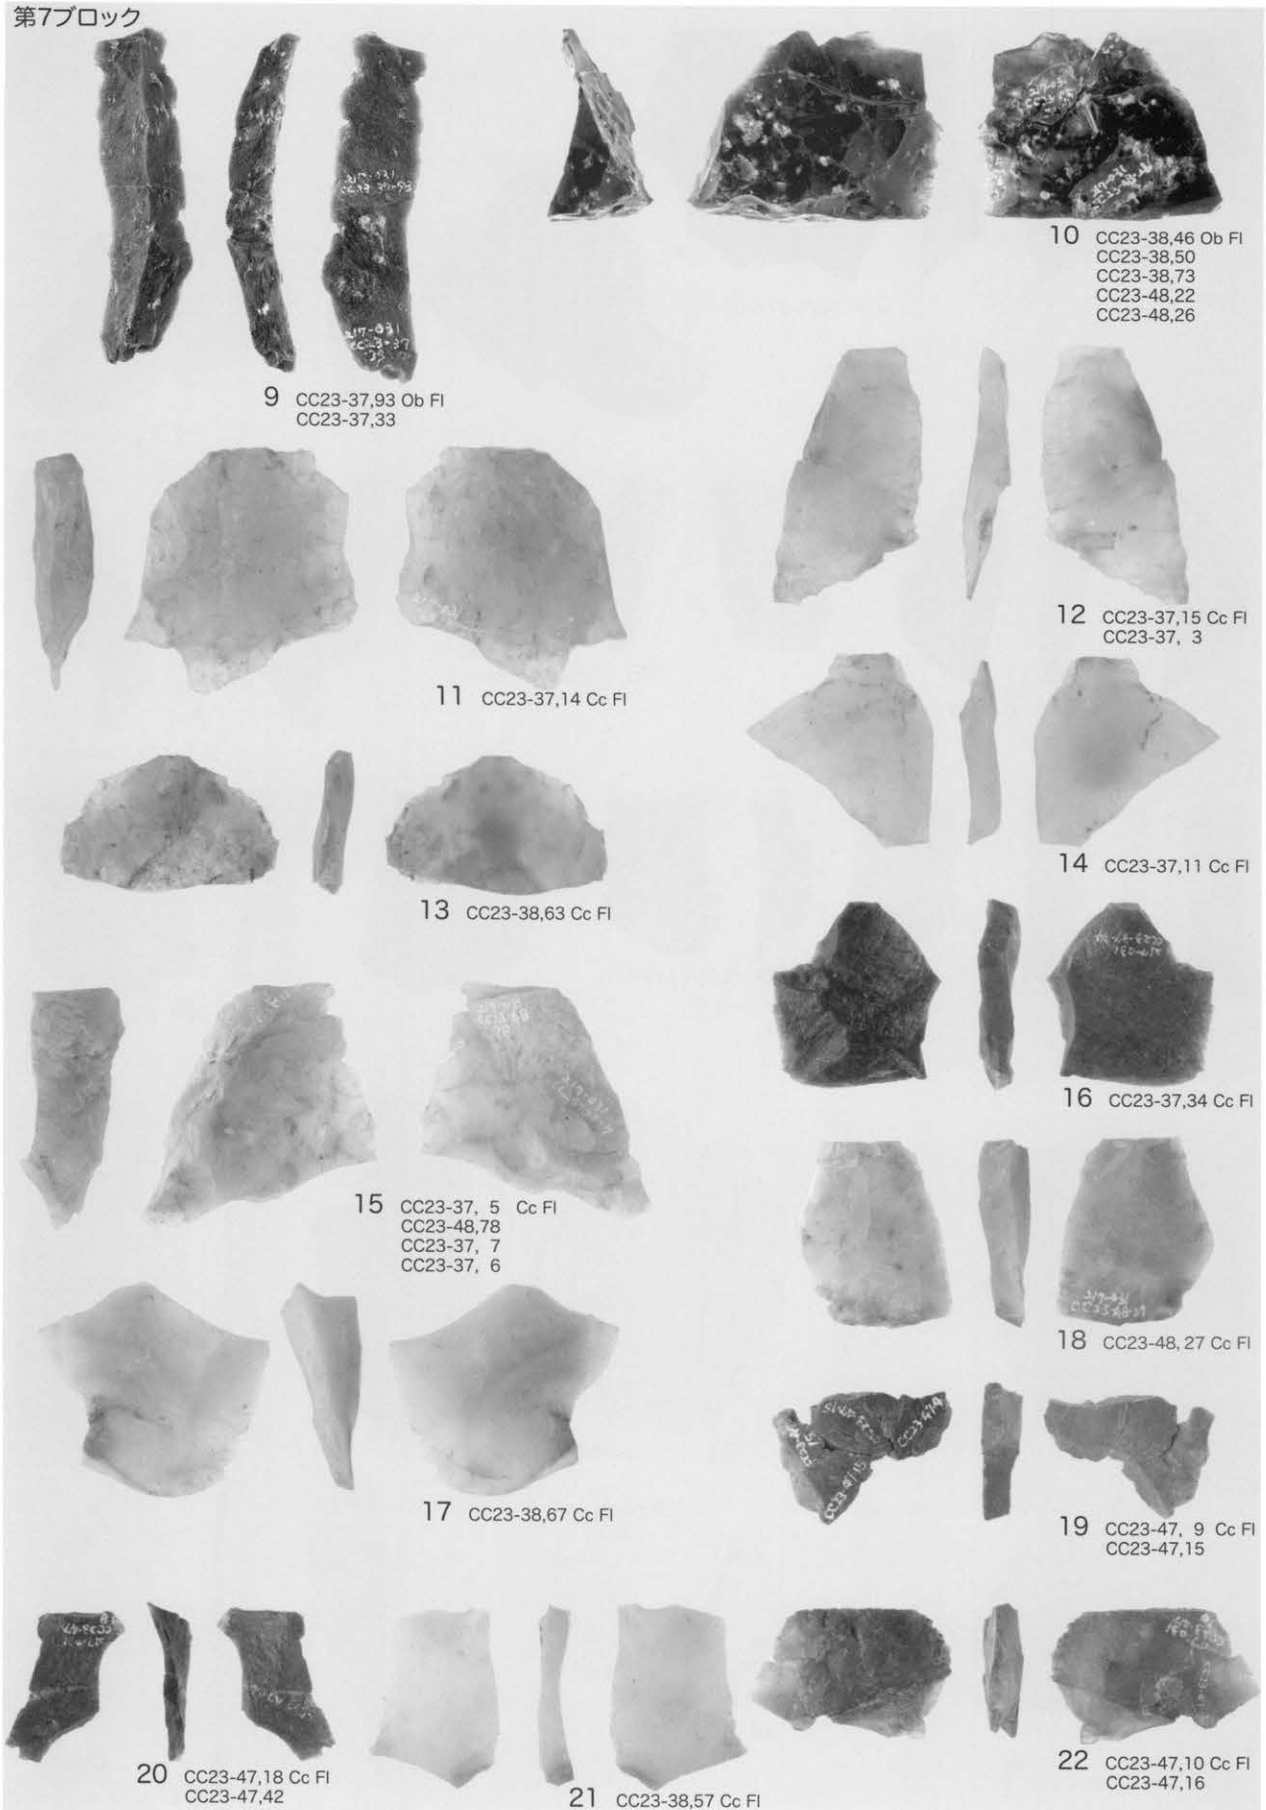 第7ブロック
9 CC23-37,93 Ob Fl
CC23-37,33
10 CC23-38,46 Ob Fl
CC23-38,50
CC23-38,73
CC23-48,22
CC23-48,26
11 CC23-37,14 Cc Fl
12 CC23-37,15 Cc Fl
CC23-37, 3
13 CC23-38,63 Cc Fl
14 CC23-37,11 Cc Fl
15 CC23-37, 5 Cc Fl
CC23-48,78
CC23-37, 7
CC23-37, 6
16 CC23-37,34 Cc Fl
17 CC23-38,67 Cc Fl
18 CC23-48,27 Cc Fl
19 CC23-47, 9 Cc Fl
CC23-47,15
20 CC23-47,18 Cc Fl
CC23-47,42
21 CC23-38,57 Cc Fl
22 CC23-47,10 Cc Fl
CC23-47,16